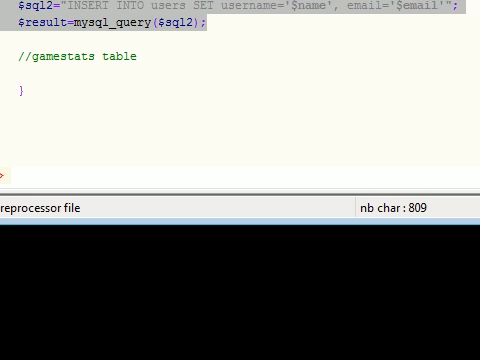 $sql2="INSERT INTO users SET username='$name', email='$email'";
$result=mysql_query($sql2);
//gamestats table
}
>
reprocessor file
nb char : 809